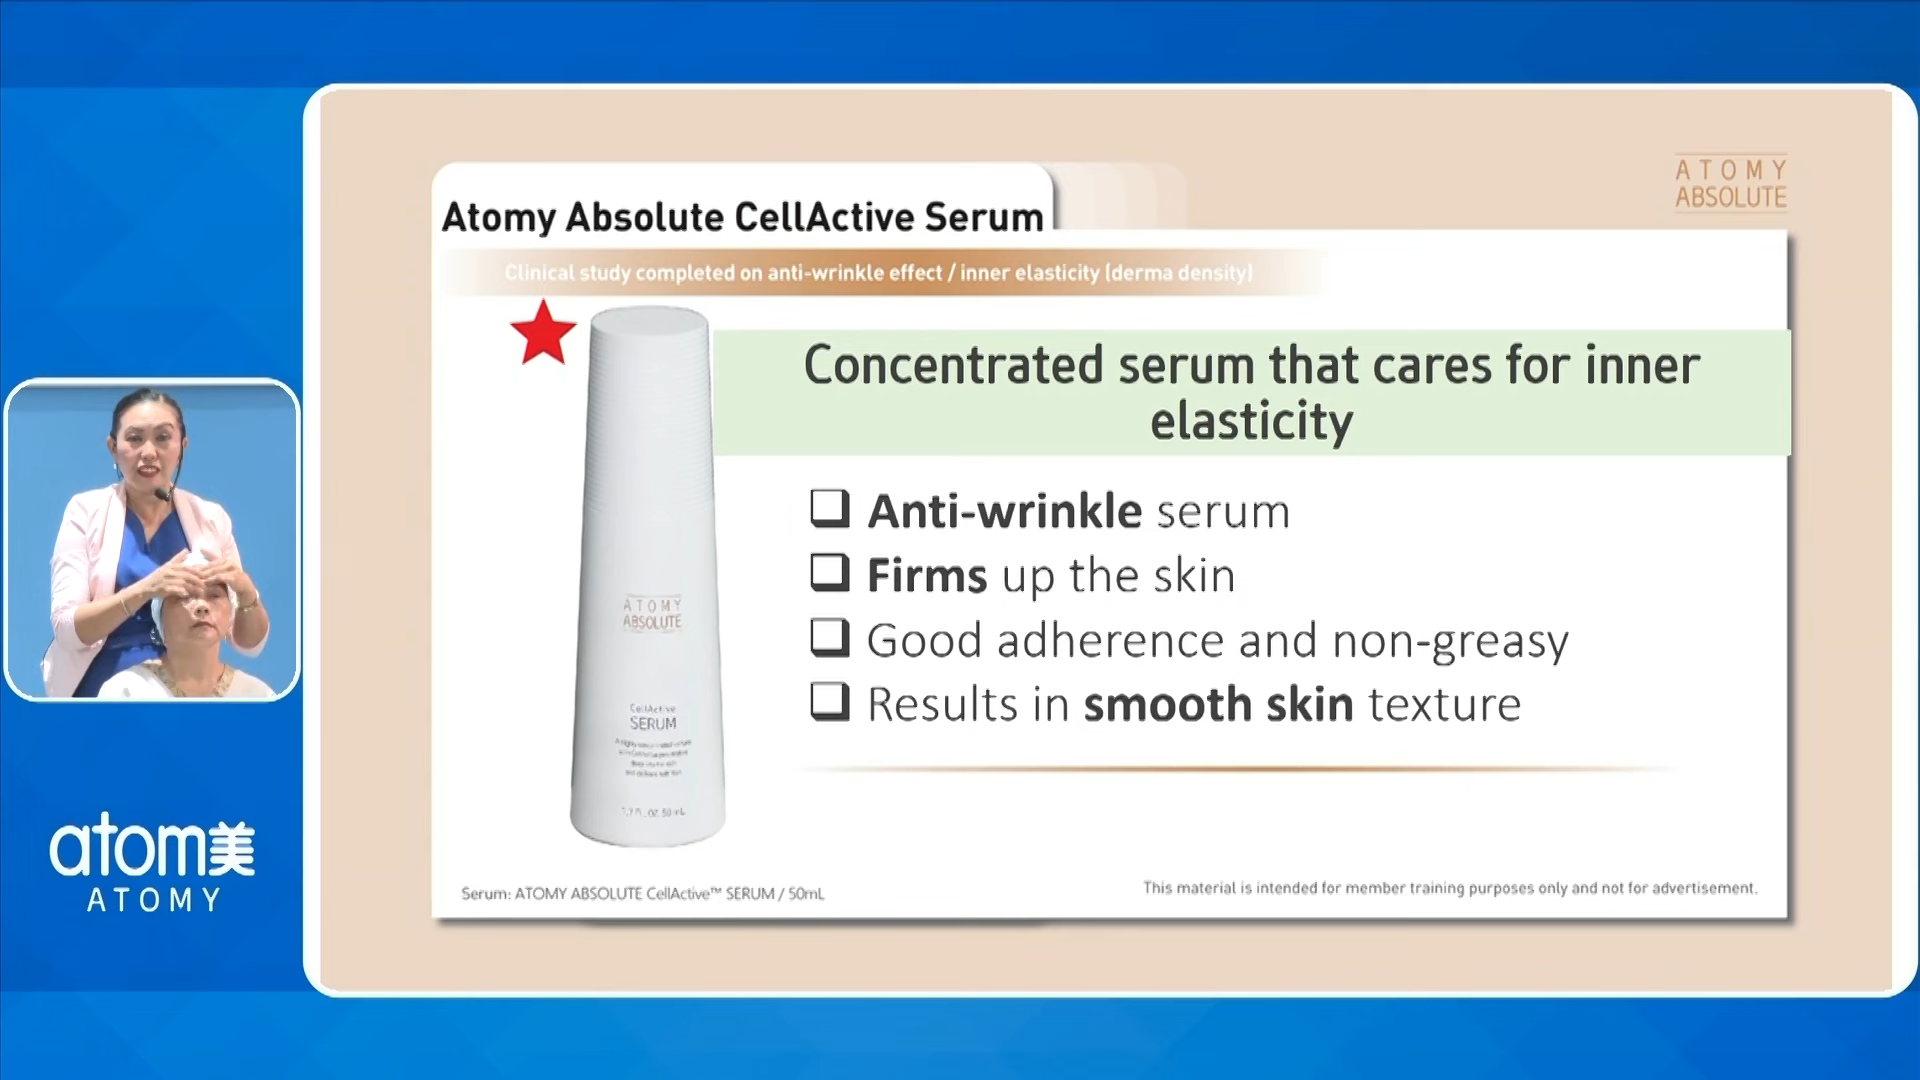 ATOMY
ABSOLUTE
Atomy Absolute CellActive Serum
Clinical study completed on anti-wrinkle effect / inner elasticity (derma density)
Concentrated serum that cares for inner
elasticity
❑ Anti-wrinkle serum
❑ Firms up the skin
❑ Good adherence and non-greasy
❑ Results in smooth skin texture
ATOMY
ABSOLUTE
CellActive
SERUM
Serum: ATOMY ABSOLUTE CellActive™ SERUM / 50mL
This material is intended for member training purposes only and not for advertisement.
atom美
ATOMY